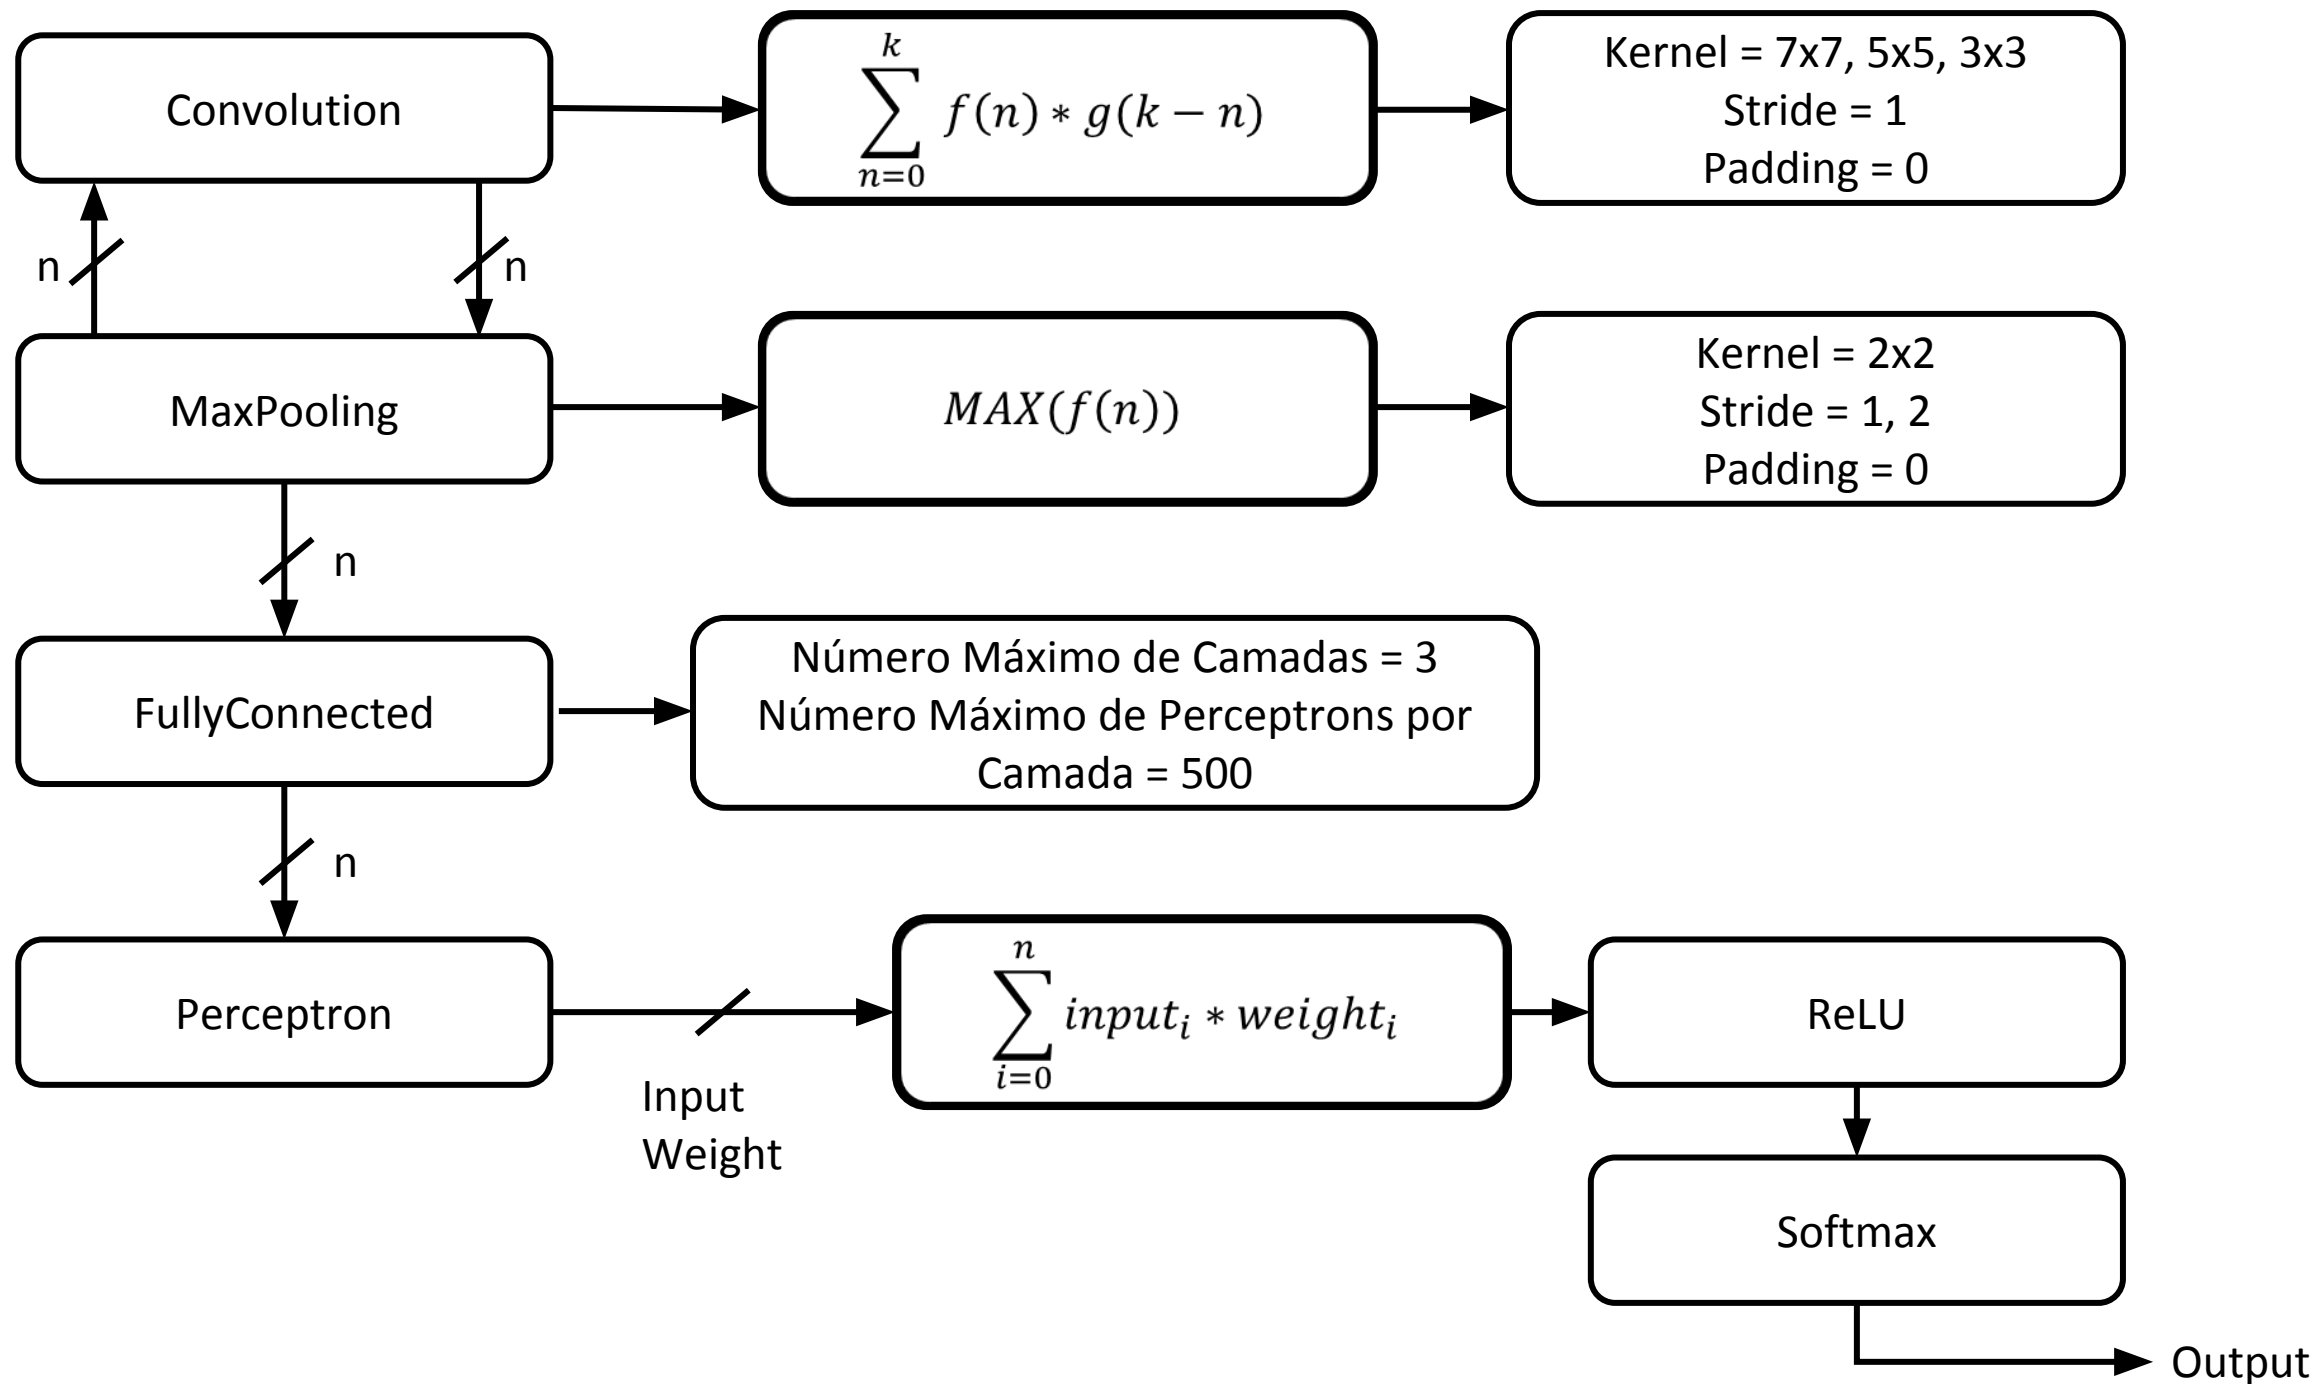 Convolution
k
∑ f(n) * g(k − n)
n=0
Kernel = 7x7, 5x5, 3x3
Stride = 1
Padding = 0
n
n
MaxPooling
MAX(f(n))
Kernel = 2x2
Stride = 1, 2
Padding = 0
n
FullyConnected
Número Máximo de Camadas = 3
Número Máximo de Perceptrons por
Camada = 500
n
Perceptron
Input
Weight
n
∑ inputᵢ * weightᵢ
i=0
ReLU
Softmax
Output